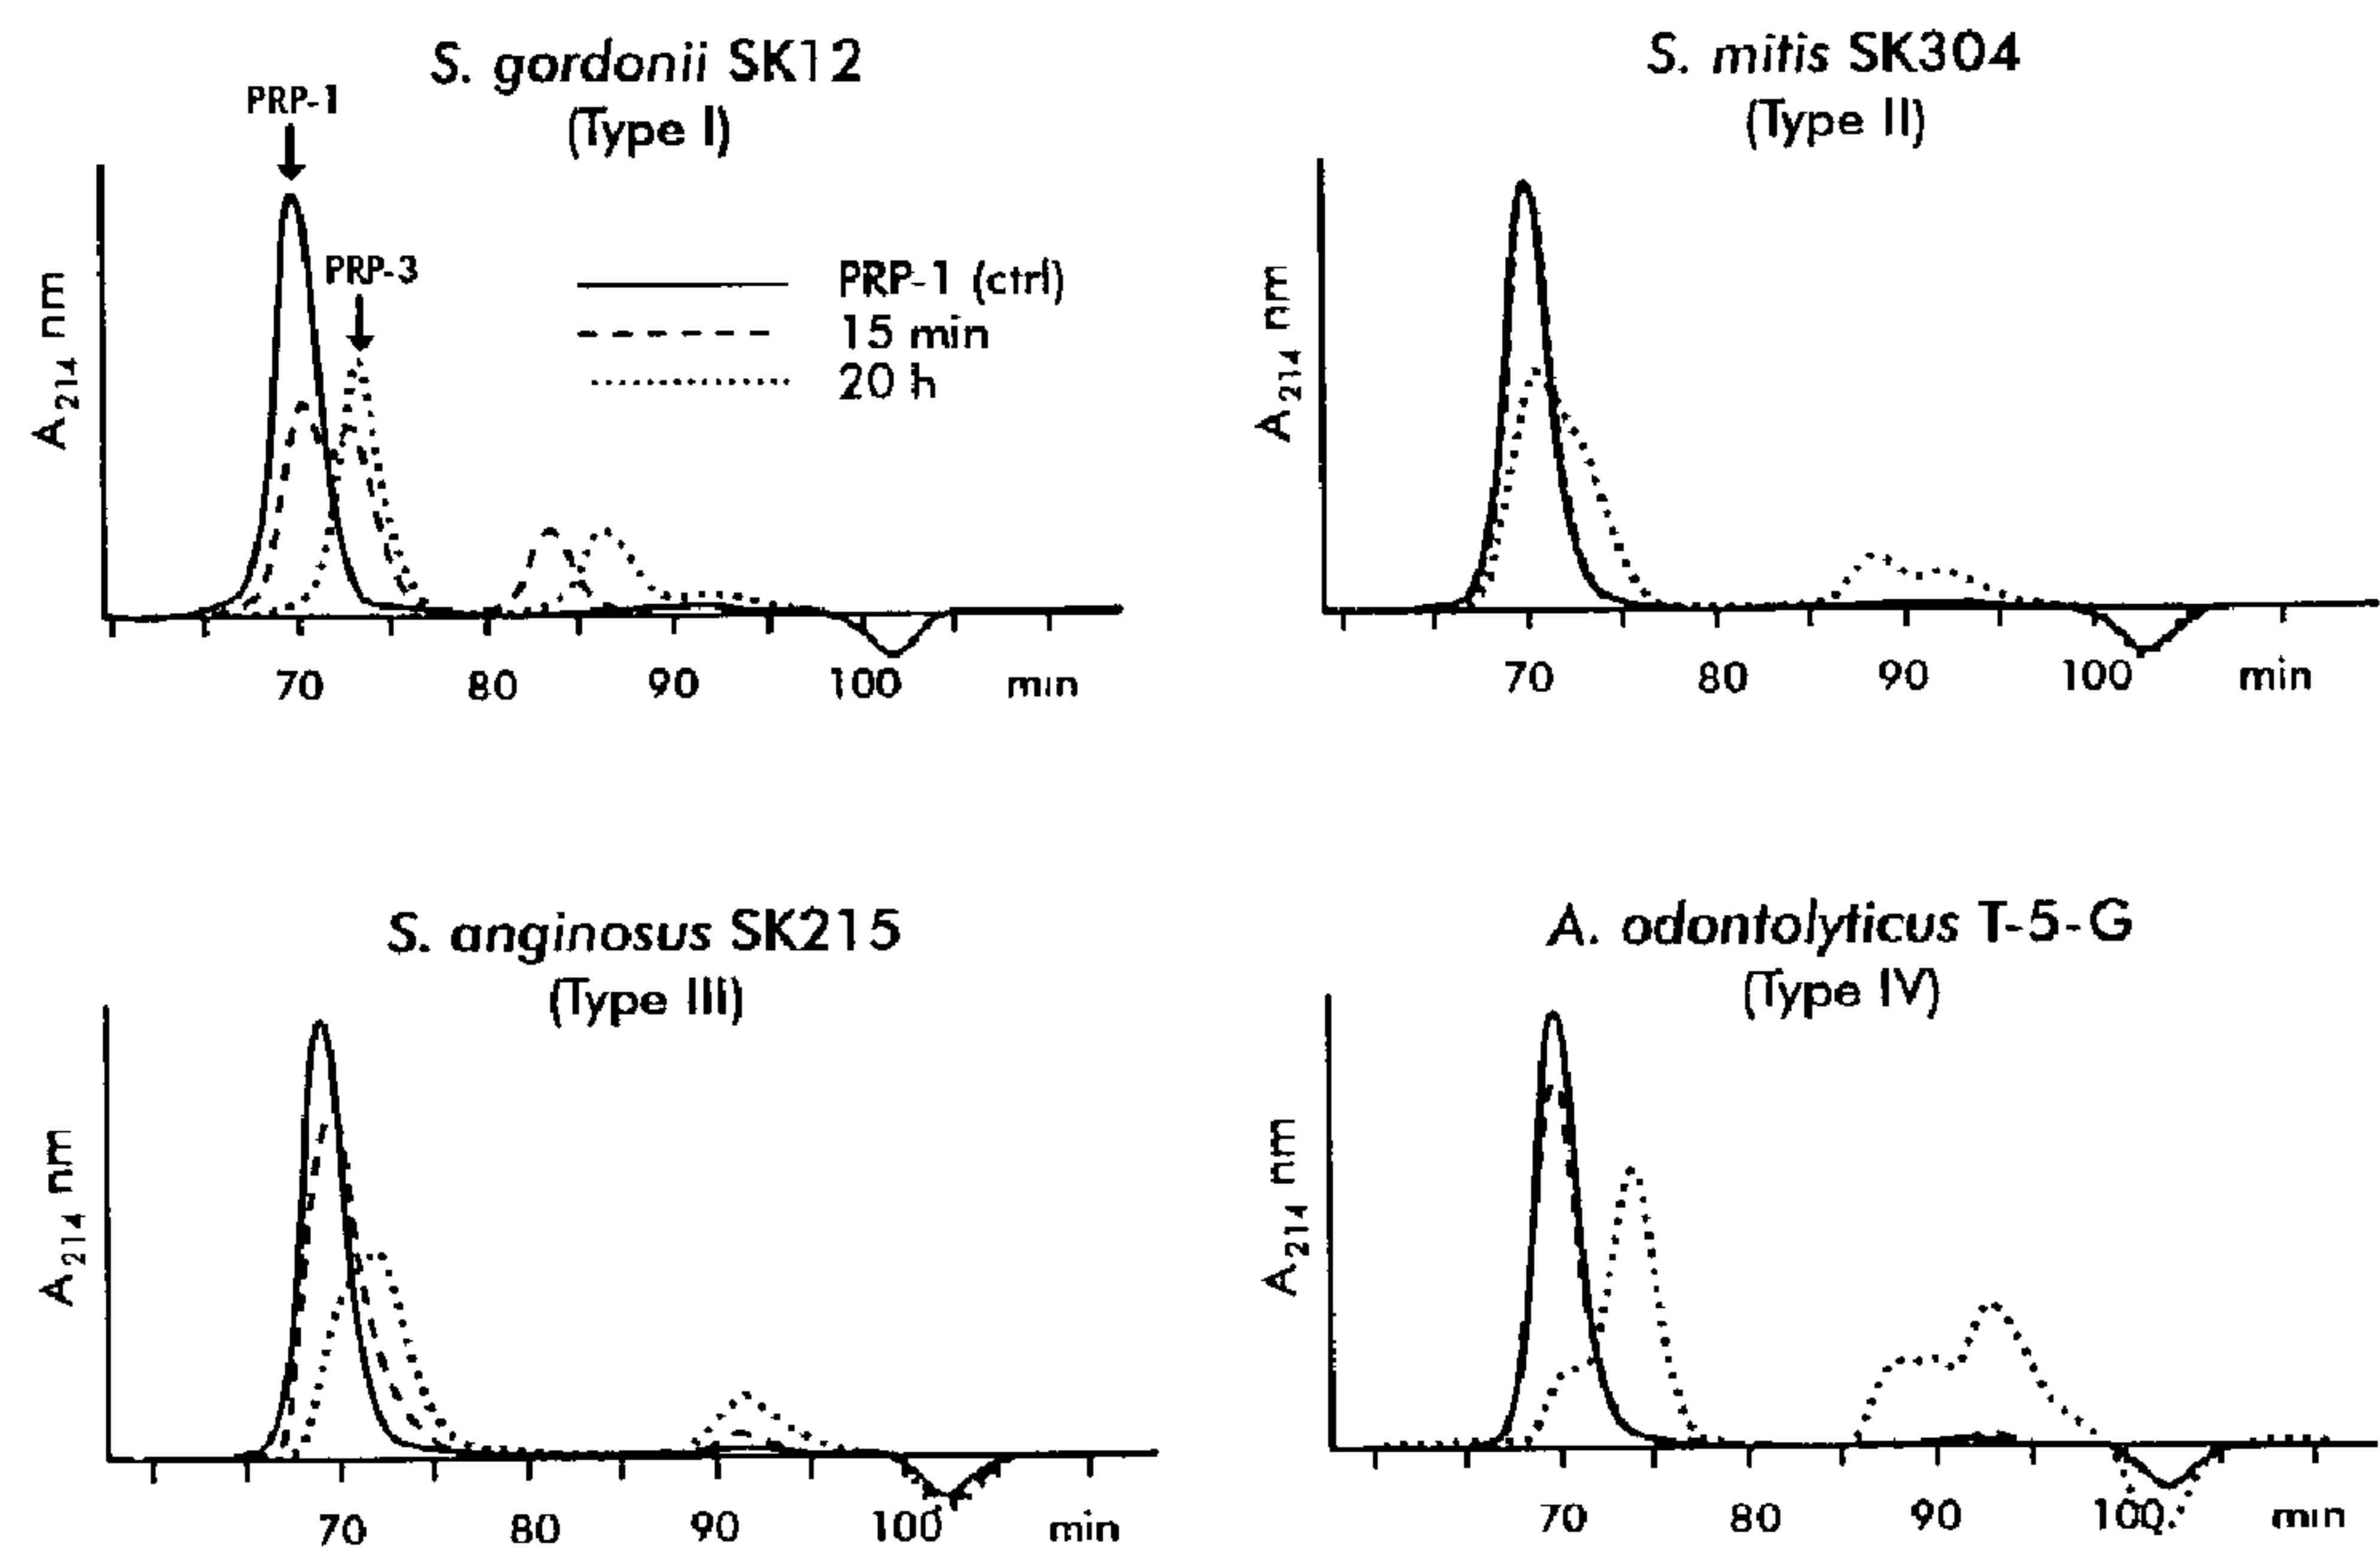 S. gordonii SK12
(Type I)
PRP-1
PRP-3
PRP-1 (ctrl)
15 min
20 h
A214 nm
70 80 90 100 min
S. mitis SK304
(Type II)
A214 nm
70 80 90 100 min
S. anginosus SK215
(Type III)
A214 nm
70 80 90 100 min
A. odontolyticus T-5-G
(Type IV)
A214 nm
70 80 90 100 min